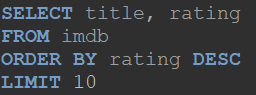 SELECT title, rating
FROM imdb
ORDER BY rating DESC
LIMIT 10